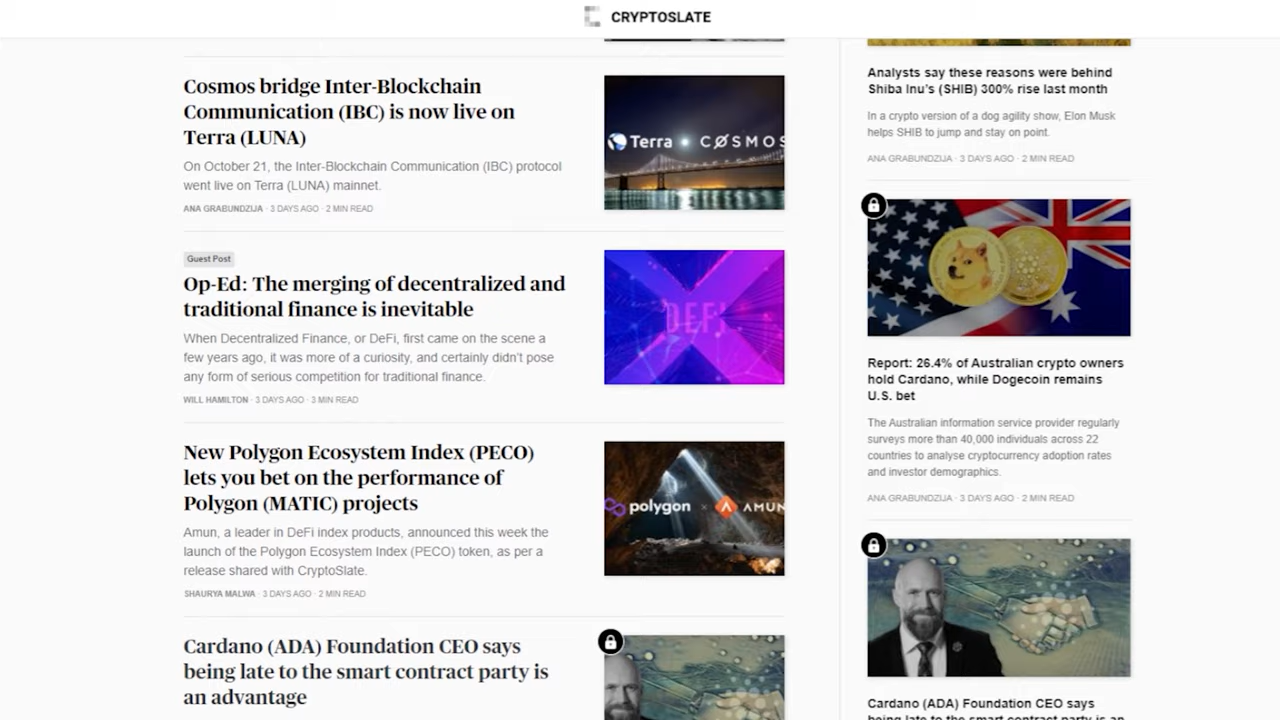 CRYPTOSLATE
Cosmos bridge Inter-Blockchain
Communication (IBC) is now live on
Terra (LUNA)
On October 21, the Inter-Blockchain Communication (IBC) protocol
went live on Terra (LUNA) mainnet.
ANA GRABUNDZIJA · 3 DAYS AGO · 2 MIN READ
Terra
COSMOS
Guest Post
Op-Ed: The merging of decentralized and
traditional finance is inevitable
When Decentralized Finance, or DeFi, first came on the scene a
few years ago, it was more of a curiosity, and certainly didn't pose
any form of serious competition for traditional finance.
WILL HAMILTON · 3 DAYS AGO · 3 MIN READ
DEFI
New Polygon Ecosystem Index (PECO)
lets you bet on the performance of
Polygon (MATIC) projects
Amun, a leader in DeFi index products, announced this week the
launch of the Polygon Ecosystem Index (PECO) token, as per a
release shared with CryptoSlate.
SHAURYA MALWA · 3 DAYS AGO · 2 MIN READ
polygon × AMUN
Cardano (ADA) Foundation CEO says
being late to the smart contract party is
an advantage
Analysts say these reasons were behind
Shiba Inu's (SHIB) 300% rise last month
In a crypto version of a dog agility show, Elon Musk
helps SHIB to jump and stay on point.
ANA GRABUNDZIJA · 3 DAYS AGO · 2 MIN READ
Report: 26.4% of Australian crypto owners
hold Cardano, while Dogecoin remains
U.S. bet
The Australian information service provider regularly
surveys more than 40,000 individuals across 22
countries to analyse cryptocurrency adoption rates
and investor demographics.
ANA GRABUNDZIJA · 3 DAYS AGO · 2 MIN READ
Cardano (ADA) Foundation CEO says
being late to the smart contract party is an